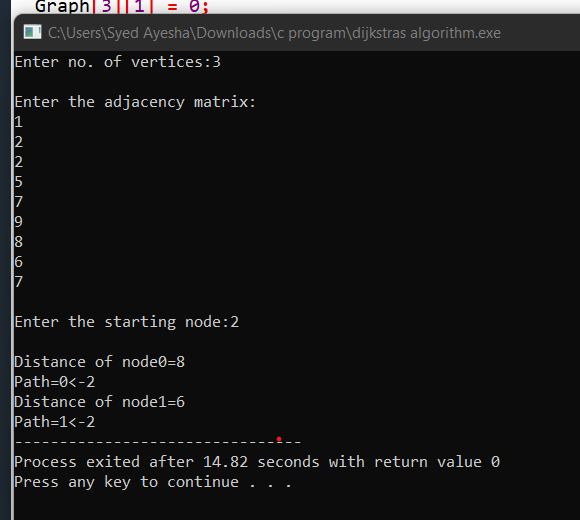 Graph[3][1] = 0;
C:\Users\Syed Ayesha\Downloads\c program\dijkstras algorithm.exe
Enter no. of vertices:3
Enter the adjacency matrix:
1
2
2
5
7
9
8
6
7
Enter the starting node:2
Distance of node0=8
Path=0<-2
Distance of node1=6
Path=1<-2
--------------------------------
Process exited after 14.82 seconds with return value 0
Press any key to continue . . .